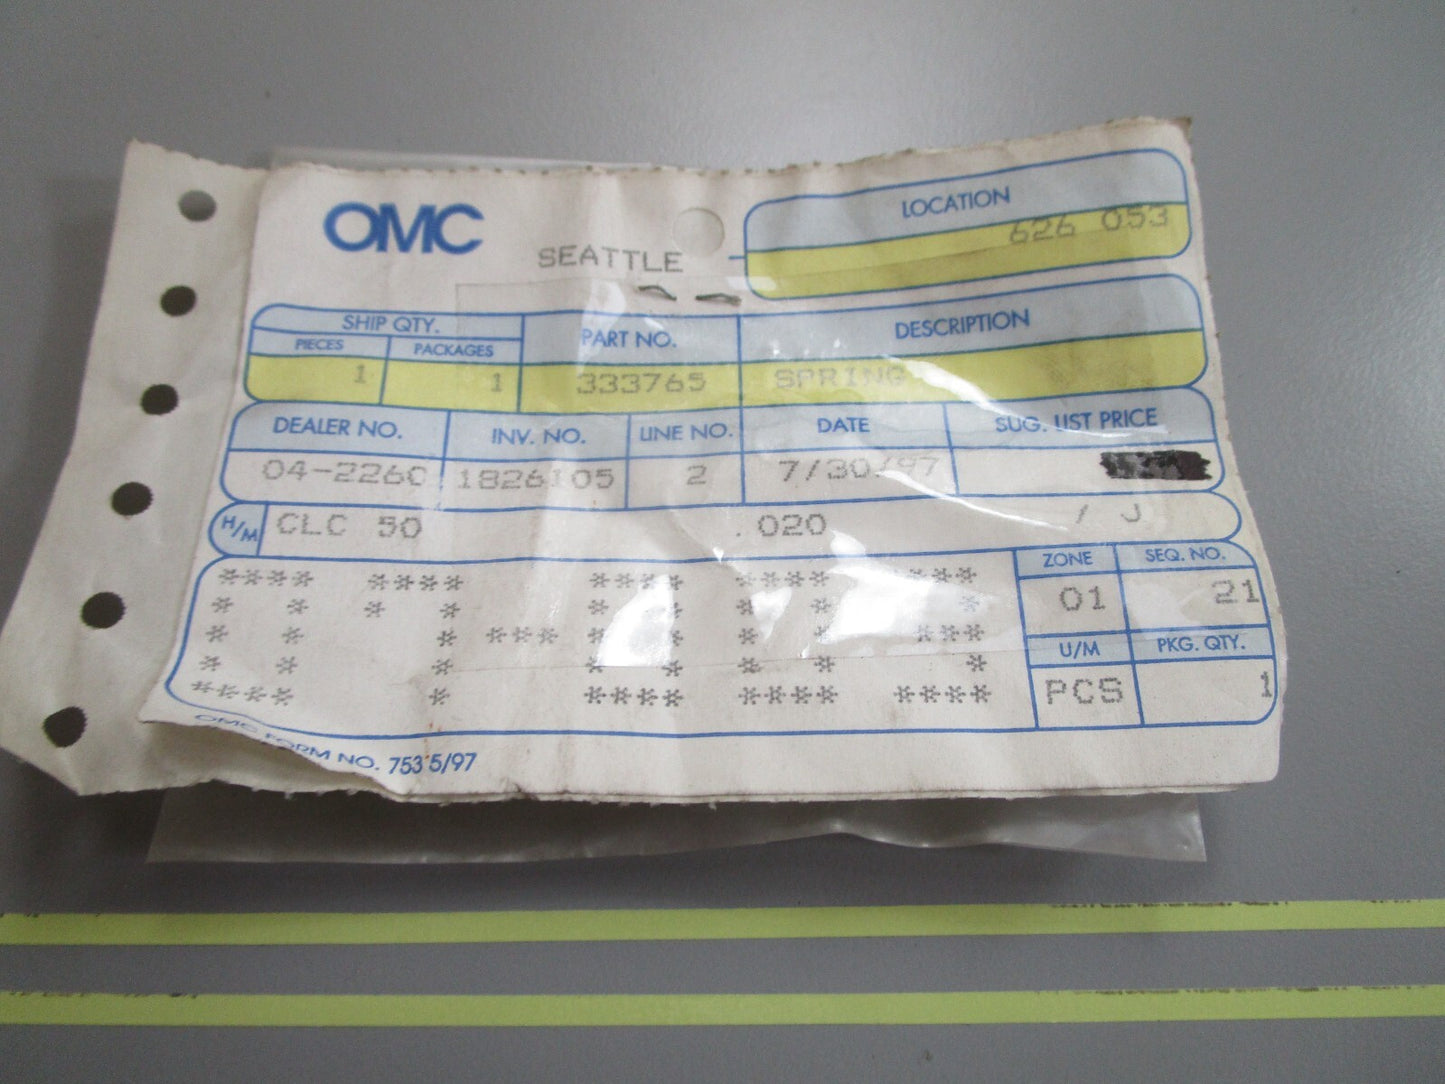 OMC
SEATTLE
LOCATION
626 053
SHIP QTY.
PIECES PACKAGES PART NO. DESCRIPTION
1 1 333765 SPRING
DEALER NO. INV. NO. LINE NO. DATE SUG. LIST PRICE
04-2260 1826105 2 7/30/97
H/M CLC 50 .020 / J
ZONE SEQ. NO.
01 21
U/M PKG. QTY.
PCS 1
OMC FORM NO. 753 5/97